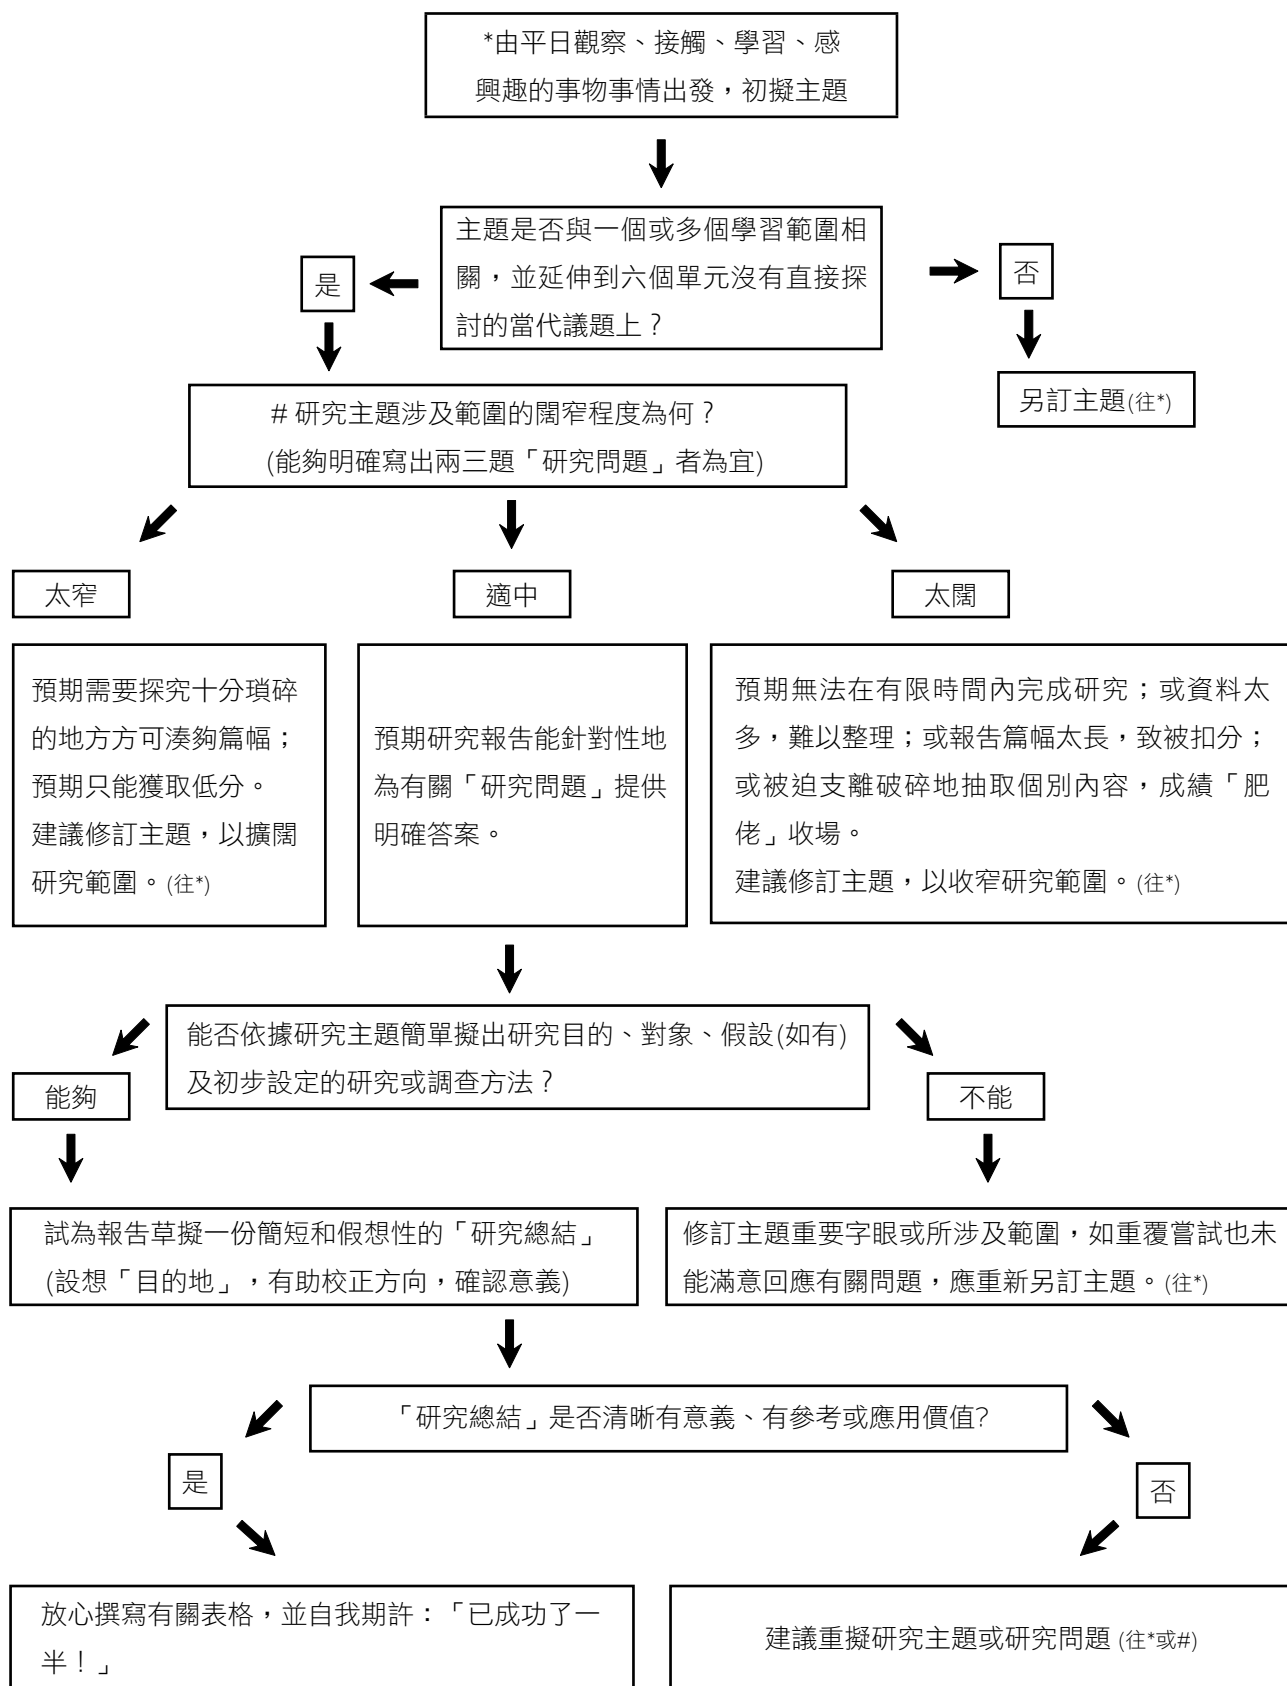 *由平日觀察、接觸、學習、感
興趣的事物事情出發，初擬主題
主題是否與一個或多個學習範圍相
關，並延伸到六個單元沒有直接探
討的當代議題上？
是
否
另訂主題(往*)
# 研究主題涉及範圍的闊窄程度為何？
(能夠明確寫出兩三題「研究問題」者為宜)
太窄
適中
太闊
預期需要探究十分瑣碎
的地方方可湊夠篇幅；
預期只能獲取低分。
建議修訂主題，以擴闊
研究範圍。(往*)
預期研究報告能針對性地
為有關「研究問題」提供
明確答案。
預期無法在有限時間內完成研究；或資料太
多，難以整理；或報告篇幅太長，致被扣分；
或被迫支離破碎地抽取個別內容，成績「肥
佬」收場。
建議修訂主題，以收窄研究範圍。(往*)
能否依據研究主題簡單擬出研究目的、對象、假設(如有)
及初步設定的研究或調查方法？
能夠
不能
試為報告草擬一份簡短和假想性的「研究總結」
(設想「目的地」，有助校正方向，確認意義)
修訂主題重要字眼或所涉及範圍，如重覆嘗試也未
能滿意回應有關問題，應重新另訂主題。(往*)
「研究總結」是否清晰有意義、有參考或應用價值?
是
否
放心撰寫有關表格，並自我期許：「已成功了一
半！」
建議重擬研究主題或研究問題 (往*或#)